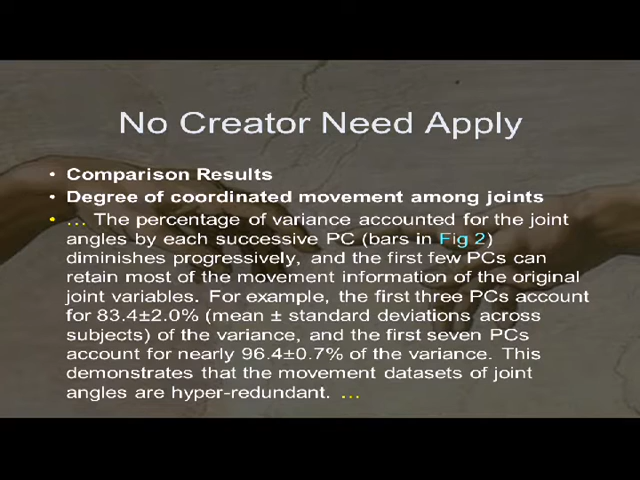 No Creator Need Apply
• Comparison Results
• Degree of coordinated movement among joints
• … The percentage of variance accounted for the joint
angles by each successive PC (bars in Fig 2)
diminishes progressively, and the first few PCs can
retain most of the movement information of the original
joint variables. For example, the first three PCs account
for 83.4±2.0% (mean ± standard deviations across
subjects) of the variance, and the first seven PCs
account for nearly 96.4±0.7% of the variance. This
demonstrates that the movement datasets of joint
angles are hyper-redundant. …